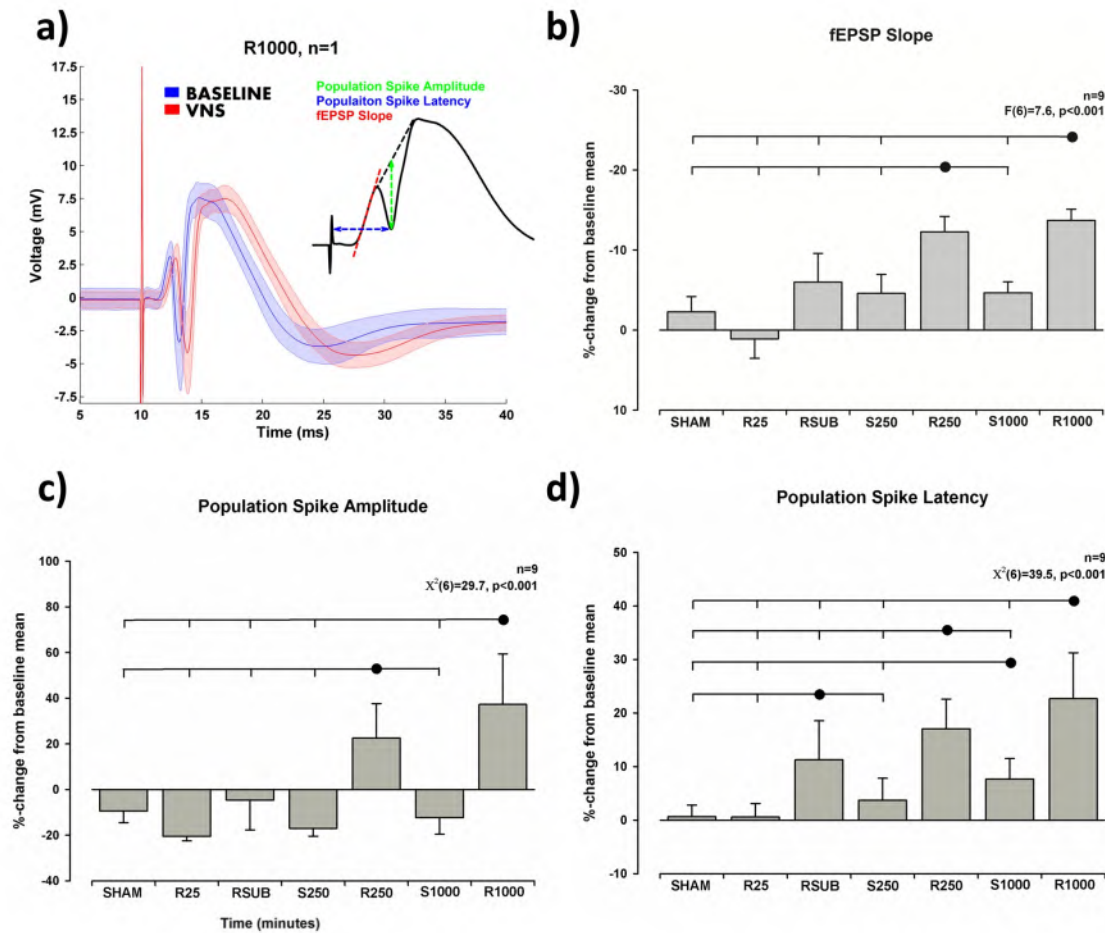 a)
R1000, n=1
17.5
15
12.5
10
7.5
5
2.5
0
-2.5
-5
-7.5
Voltage (mV)
BASELINE
VNS
Population Spike Amplitude
Populaiton Spike Latency
fEPSP Slope
5 10 15 20 25 30 35 40
Time (ms)
b)
fEPSP Slope
n=9
F(6)=7.6, p<0.001
-30
-20
-10
0
10
%-change from baseline mean
SHAM R25 RSUB S250 R250 S1000 R1000
c)
Population Spike Amplitude
n=9
X²(6)=29.7, p<0.001
100
80
60
40
20
0
-20
-40
%-change from baseline mean
SHAM R25 RSUB S250 R250 S1000 R1000
Time (minutes)
d)
Population Spike Latency
n=9
X²(6)=39.5, p<0.001
50
40
30
20
10
0
-10
%-change from baseline mean
SHAM R25 RSUB S250 R250 S1000 R1000